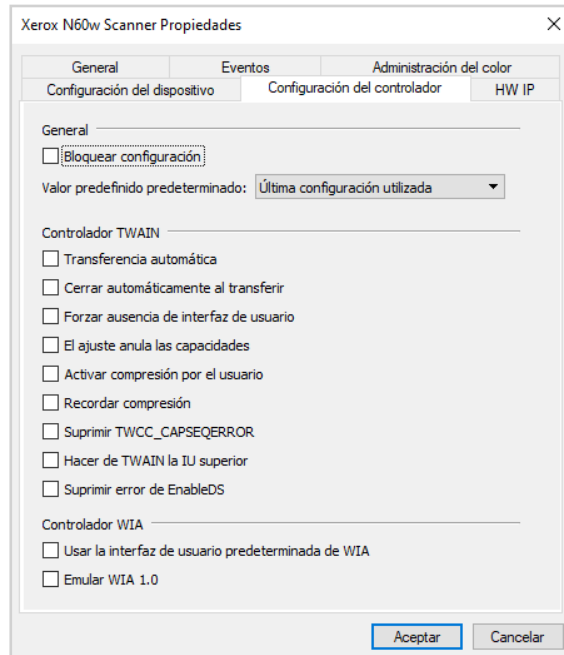 Xerox N60w Scanner Propiedades
General Eventos Administración del color
Configuración del dispositivo Configuración del controlador HW IP
General
Bloquear configuración
Valor predefinido predeterminado: Última configuración utilizada
Controlador TWAIN
Transferencia automática
Cerrar automáticamente al transferir
Forzar ausencia de interfaz de usuario
El ajuste anula las capacidades
Activar compresión por el usuario
Recordar compresión
Suprimir TWCC_CAPSEQERROR
Hacer de TWAIN la IU superior
Suprimir error de EnableDS
Controlador WIA
Usar la interfaz de usuario predeterminada de WIA
Emular WIA 1.0
Aceptar Cancelar